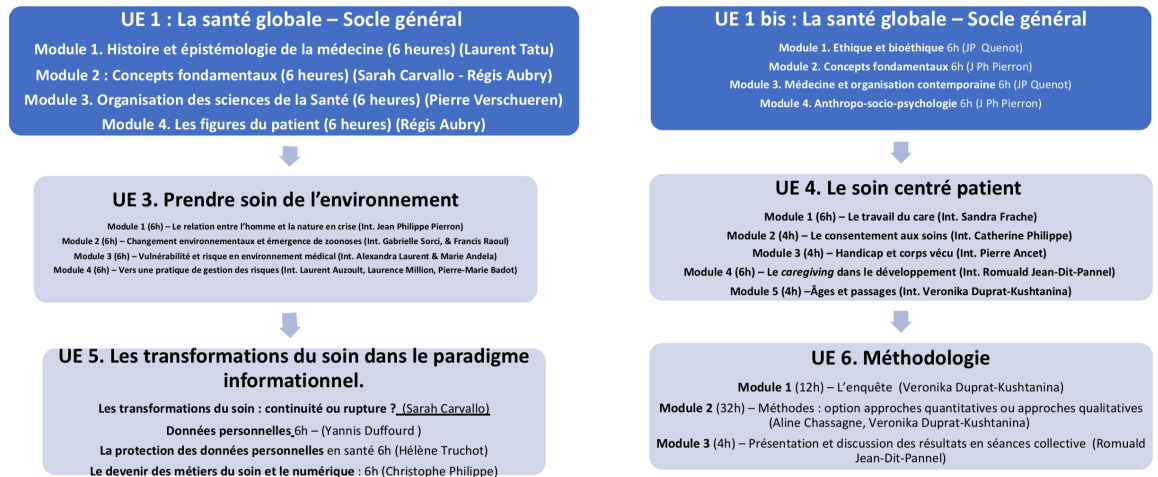 UE 1 : La santé globale – Socle général
Module 1. Histoire et épistémologie de la médecine (6 heures) (Laurent Tatu)
Module 2 : Concepts fondamentaux (6 heures) (Sarah Carvallo - Régis Aubry)
Module 3. Organisation des sciences de la Santé (6 heures) (Pierre Verschueren)
Module 4. Les figures du patient (6 heures) (Régis Aubry)
UE 3. Prendre soin de l’environnement
Module 1 (6h) – Le relation entre l’homme et la nature en crise (Int. Jean Philippe Pierron)
Module 2 (6h) – Changement environnementaux et émergence de zoonoses (Int. Gabrielle Sorci, & Francis Raoul)
Module 3 (6h) – Vulnérabilité et risque en environnement médical (Int. Alexandra Laurent & Marie Andela)
Module 4 (6h) – Vers une pratique de gestion des risques (Int. Laurent Auzoult, Laurence Million, Pierre-Marie Badot)
UE 5. Les transformations du soin dans le paradigme
informationnel.
Les transformations du soin : continuité ou rupture ? (Sarah Carvallo)
Données personnelles 6h – (Yannis Duffourd )
La protection des données personnelles en santé 6h (Hélène Truchot)
Le devenir des métiers du soin et le numérique : 6h (Christophe Philippe)
UE 1 bis : La santé globale – Socle général
Module 1. Ethique et bioéthique 6h (JP Quenot)
Module 2. Concepts fondamentaux 6h (J Ph Pierron)
Module 3. Médecine et organisation contemporaine 6h (JP Quenot)
Module 4. Anthropo-socio-psychologie 6h (J Ph Pierron)
UE 4. Le soin centré patient
Module 1 (6h) – Le travail du care (Int. Sandra Frache)
Module 2 (4h) – Le consentement aux soins (Int. Catherine Philippe)
Module 3 (4h) – Handicap et corps vécu (Int. Pierre Ancet)
Module 4 (6h) – Le caregiving dans le développement (Int. Romuald Jean-Dit-Pannel)
Module 5 (4h) –Âges et passages (Int. Veronika Duprat-Kushtanina)
UE 6. Méthodologie
Module 1 (12h) – L’enquête (Veronika Duprat-Kushtanina)
Module 2 (32h) – Méthodes : option approches quantitatives ou approches qualitatives
(Aline Chassagne, Veronika Duprat-Kushtanina)
Module 3 (4h) – Présentation et discussion des résultats en séances collective (Romuald
Jean-Dit-Pannel)